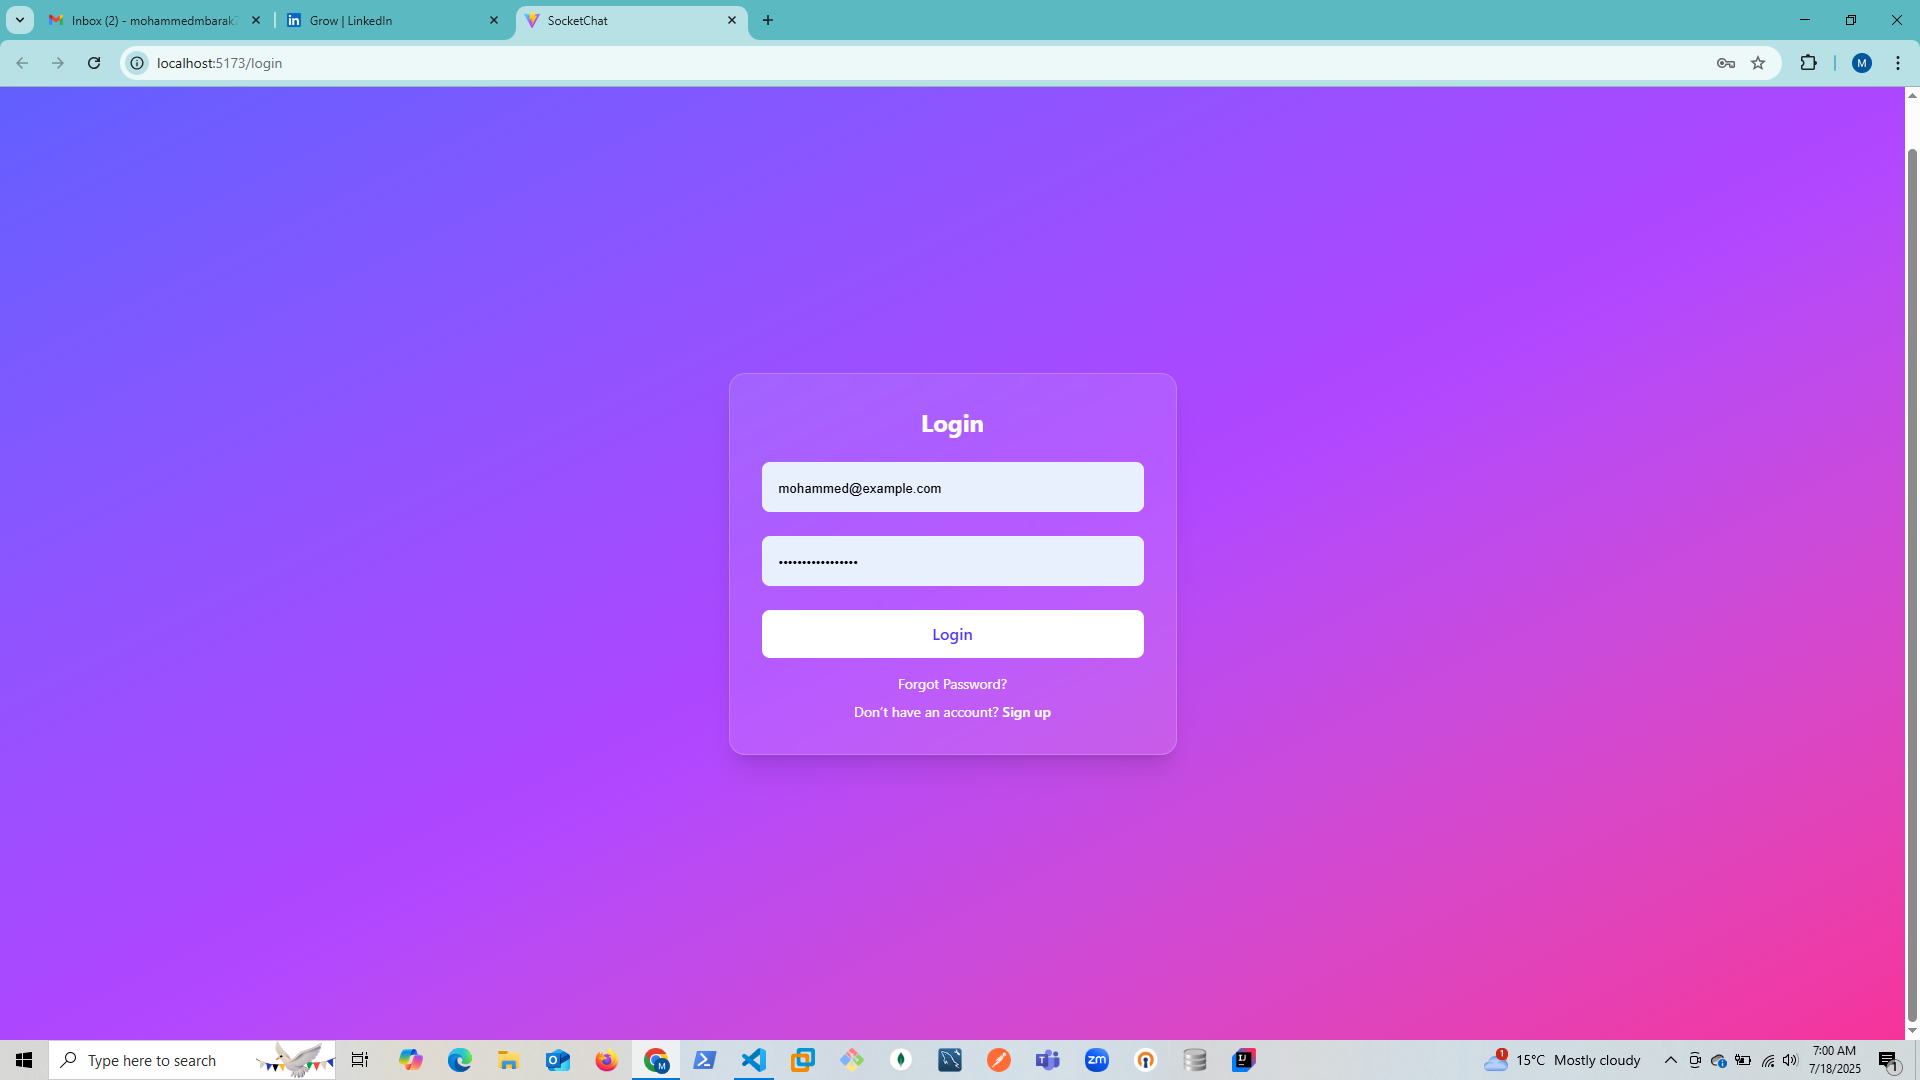 Inbox (2) - mohammedmbarak
Grow | LinkedIn
SocketChat
localhost:5173/login
M
Login
mohammed@example.com
•••••••••••••••••
Login
Forgot Password?
Don't have an account? Sign up
Type here to search
15°C Mostly cloudy
7:00 AM
7/18/2025